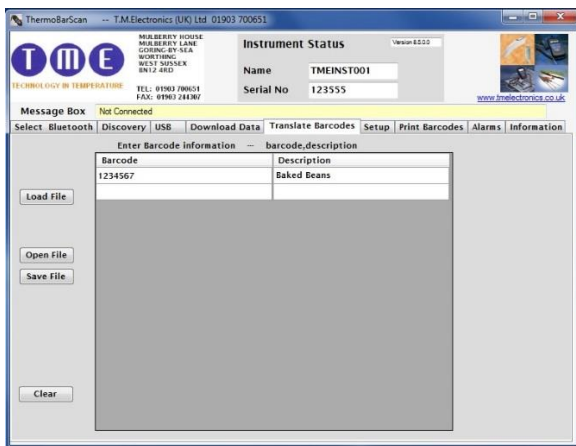 ThermoBarScan -- T.M.Electronics (UK) Ltd 01903 700651
TME
TECHNOLOGY IN TEMPERATURE
MULBERRY HOUSE
MULBERRY LANE
GORING-BY-SEA
WORTHING
WEST SUSSEX
BN12 4RD
TEL: 01903 700651
FAX: 01903 244307
Instrument Status
Version 8.5.0.0
Name TMEINST001
Serial No 123555
www.tmelectronics.co.uk
Message Box Not Connected
Select Bluetooth Discovery USB Download Data Translate Barcodes Setup Print Barcodes Alarms Information
Enter Barcode information -- barcode,description
Barcode Description
1234567 Baked Beans
Load File
Open File
Save File
Clear